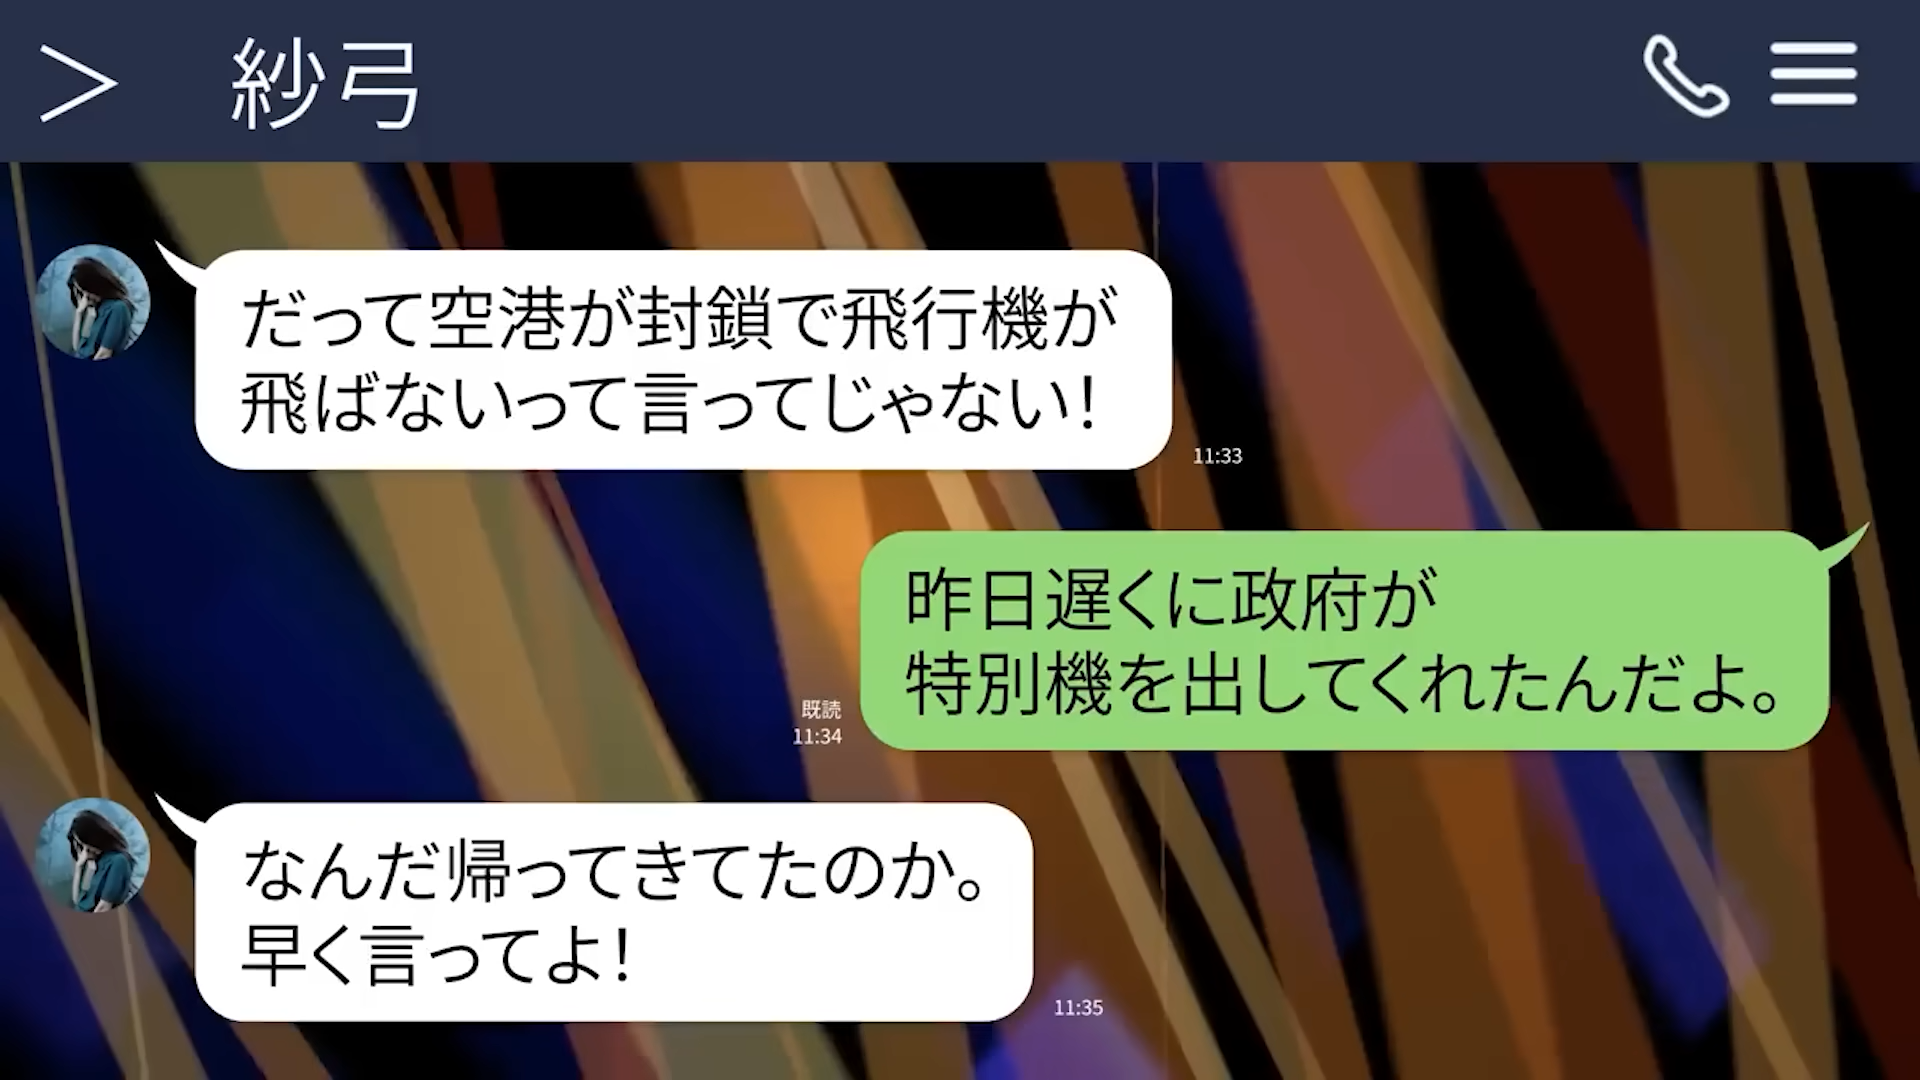 紗弓
だって空港が封鎖で飛行機が
飛ばないって言ってじゃない！
11:33
昨日遅くに政府が
特別機を出してくれたんだよ。
既読
11:34
なんだ帰ってきてたのか。
早く言ってよ！
11:35